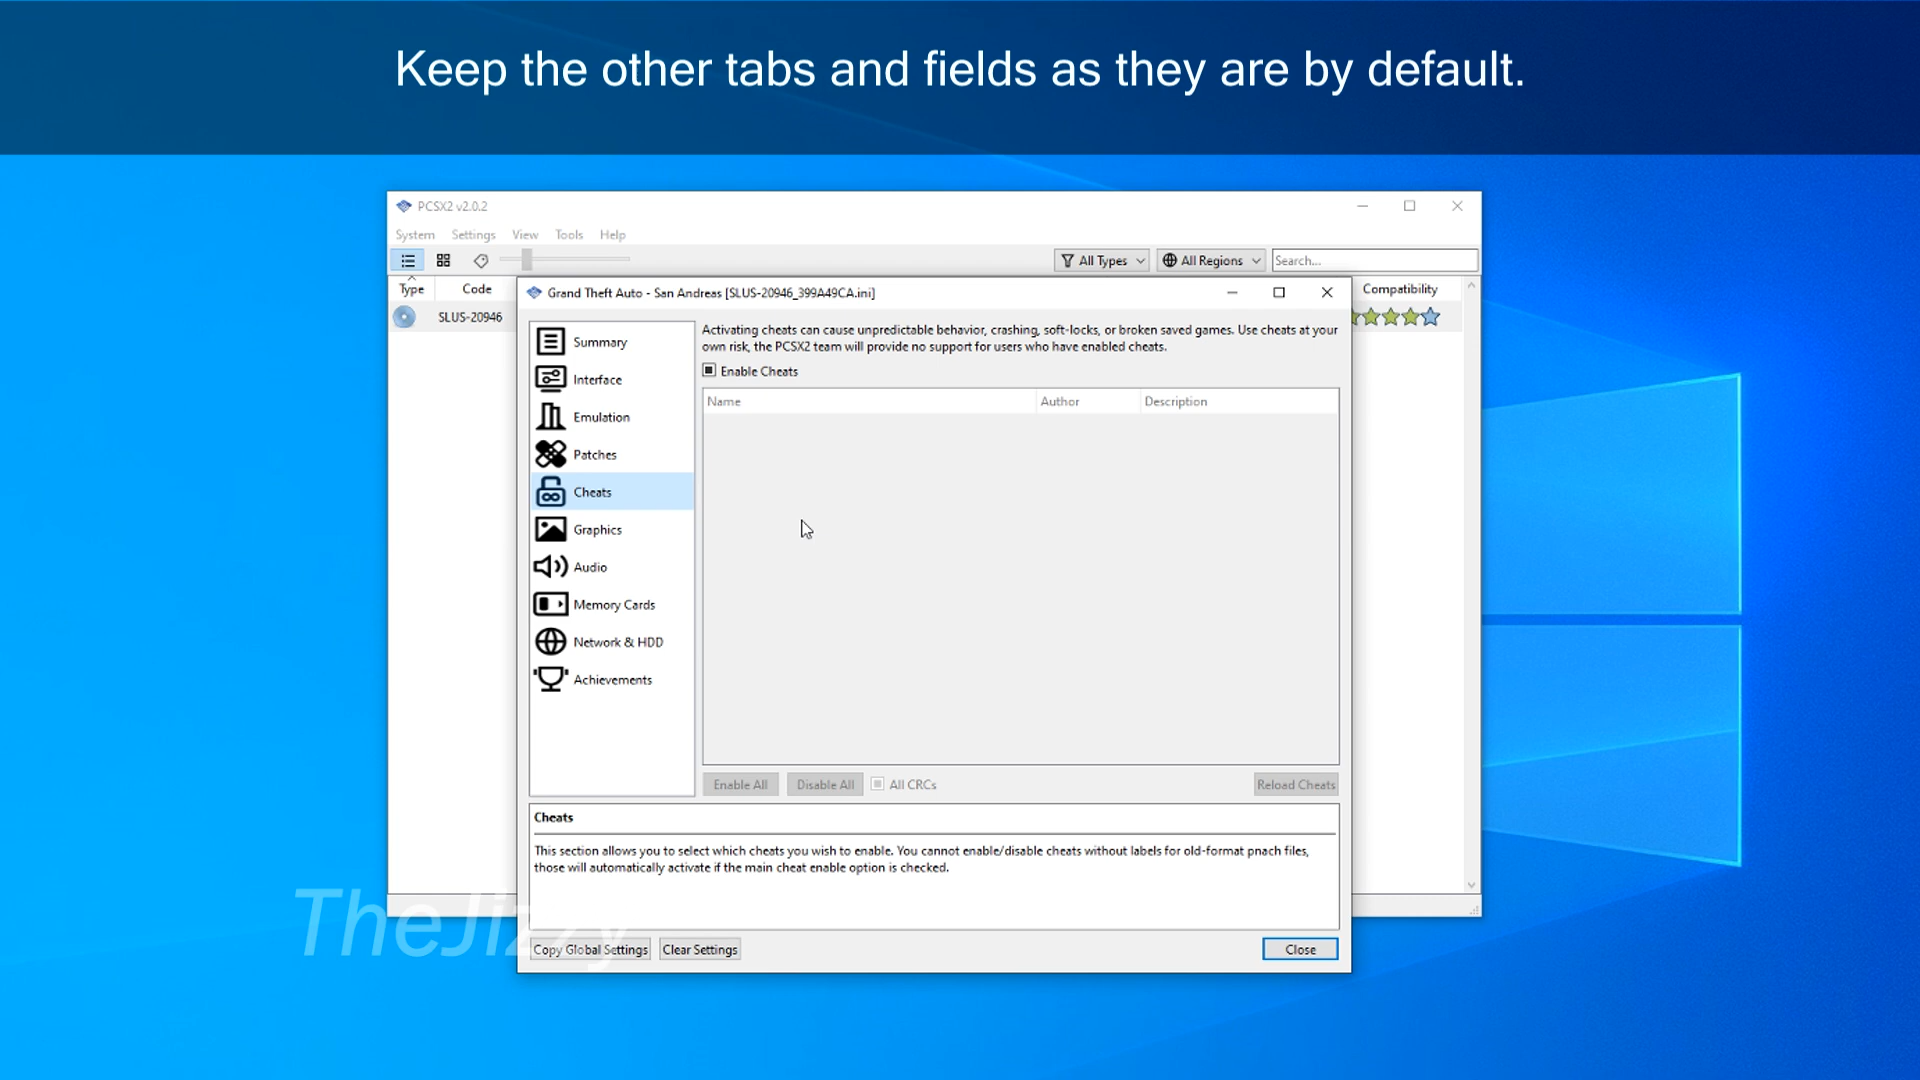 Keep the other tabs and fields as they are by default.
PCSX2 v2.0.2
System Settings View Tools Help
All Types All Regions Search...
Type Code Compatibility
SLUS-20946
Grand Theft Auto - San Andreas [SLUS-20946_399A49CA.ini]
Summary
Interface
Emulation
Patches
Cheats
Graphics
Audio
Memory Cards
Network & HDD
Achievements
Activating cheats can cause unpredictable behavior, crashing, soft-locks, or broken saved games. Use cheats at your
own risk, the PCSX2 team will provide no support for users who have enabled cheats.
Enable Cheats
Name Author Description
Enable All Disable All All CRCs Reload Cheats
Cheats
This section allows you to select which cheats you wish to enable. You cannot enable/disable cheats without labels for old-format pnach files,
those will automatically activate if the main cheat enable option is checked.
TheJizzy
Copy Global Settings Clear Settings Close